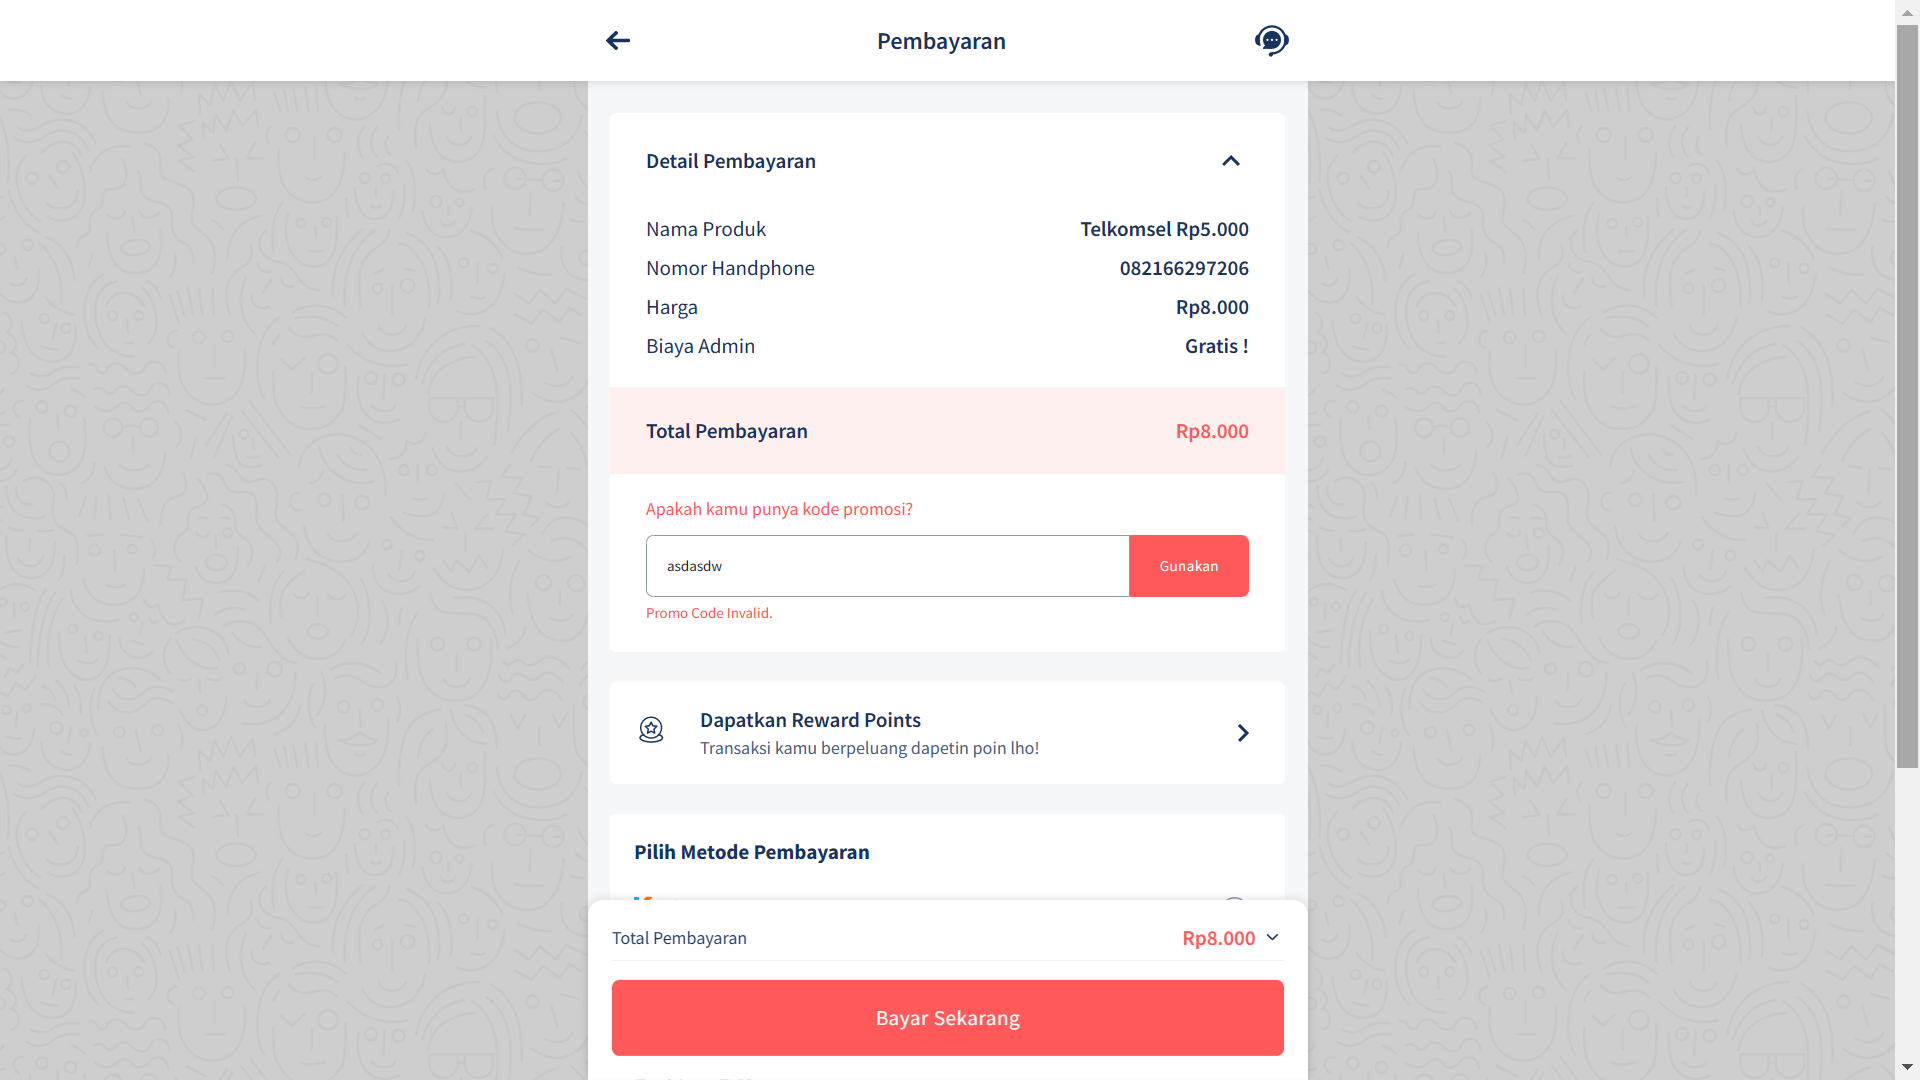 Pembayaran
Detail Pembayaran
Nama Produk Telkomsel Rp5.000
Nomor Handphone 082166297206
Harga Rp8.000
Biaya Admin Gratis !
Total Pembayaran Rp8.000
Apakah kamu punya kode promosi?
asdasdw Gunakan
Promo Code Invalid.
Dapatkan Reward Points
Transaksi kamu berpeluang dapetin poin lho!
Pilih Metode Pembayaran
Total Pembayaran Rp8.000
Bayar Sekarang